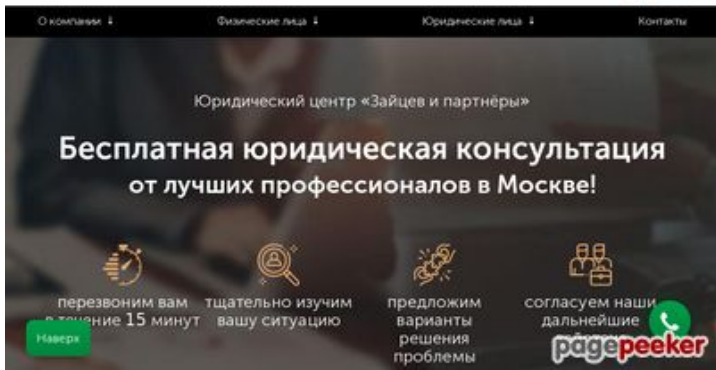 О компании ⬇ Физические лица ⬇ Юридические лица ⬇ Контакты
Юридический центр «Зайцев и партнёры»
Бесплатная юридическая консультация
от лучших профессионалов в Москве!
перезвоним вам
в течение 15 минут
тщательно изучим
вашу ситуацию
предложим
варианты
решения
проблемы
согласуем наши
дальнейшие
Наверх
pagepeeker